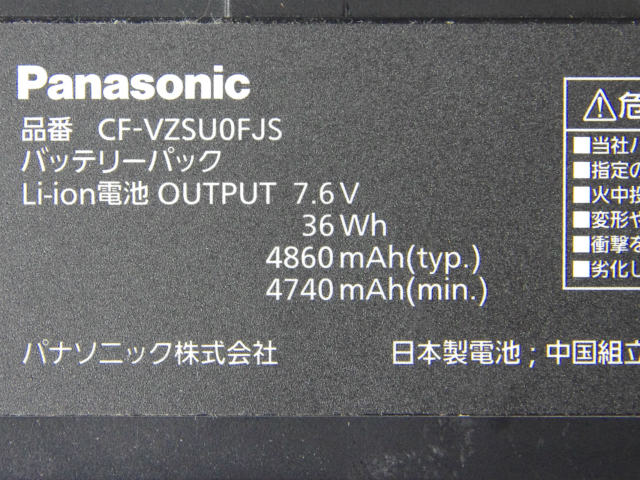 Panasonic
品番 CF-VZSU0FJS
バッテリーパック
Li-ion電池 OUTPUT 7.6 V
36 Wh
4860 mAh(typ.)
4740 mAh(min.)
パナソニック株式会社
日本製電池 ; 中国組立
⚠危
■当社
■指定の
■火中投
■変形や
■衝撃を
■劣化し